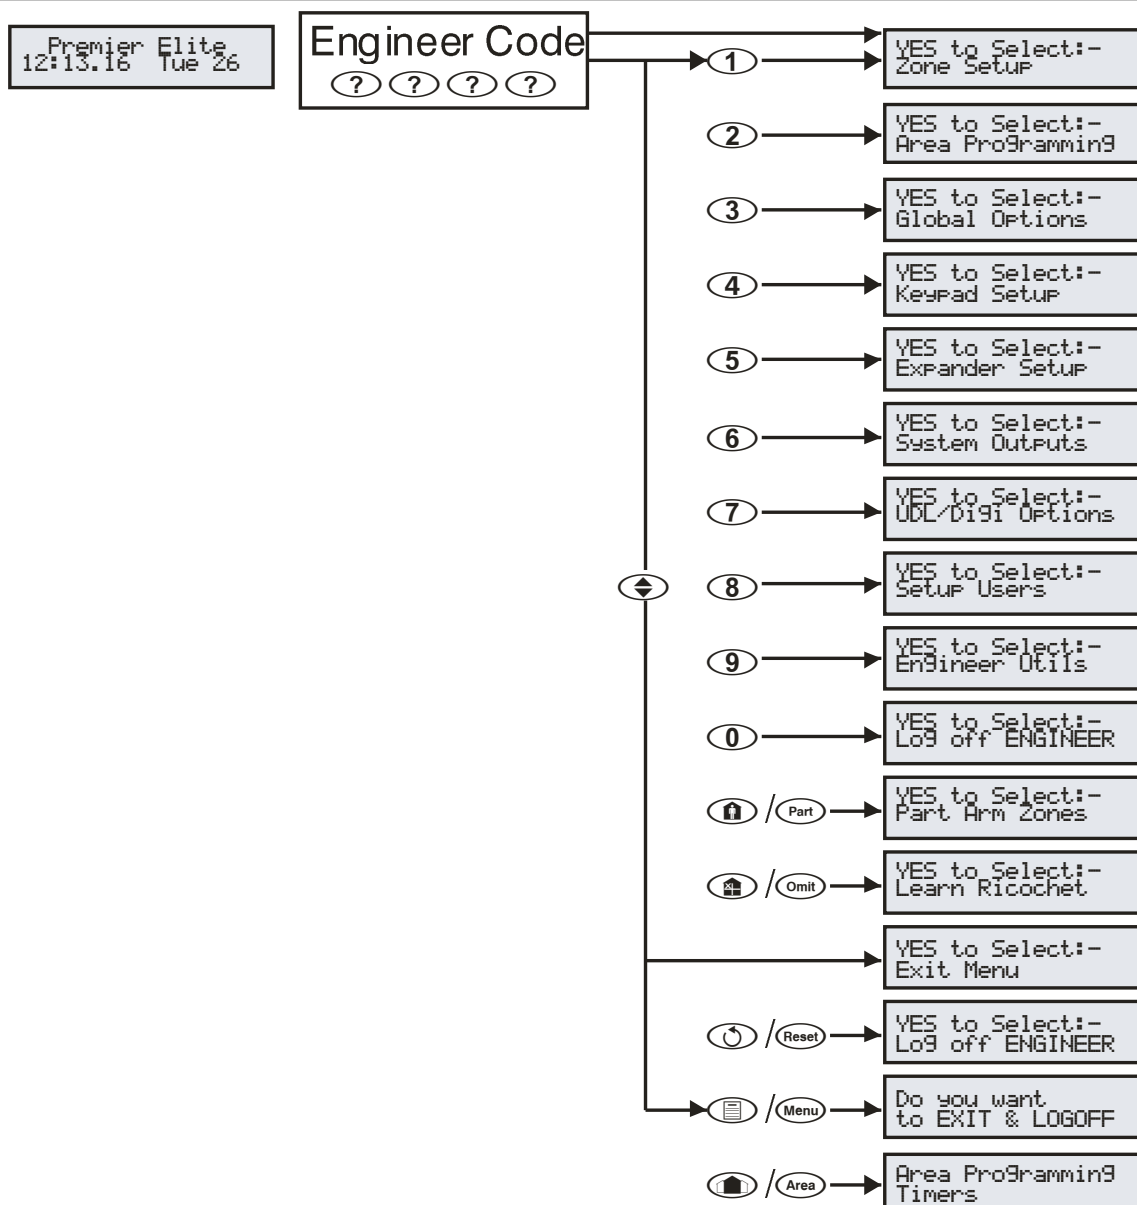 Premier Elite
12:13.16 Tue 26
Engineer Code
? ? ? ?
1
YES to Select:-
Zone Setup
2
YES to Select:-
Area Programming
3
YES to Select:-
Global Options
4
YES to Select:-
Keypad Setup
5
YES to Select:-
Expander Setup
6
YES to Select:-
System Outputs
7
YES to Select:-
UDL/Digi Options
8
YES to Select:-
Setup Users
9
YES to Select:-
Engineer Utils
0
YES to Select:-
Log off ENGINEER
/ Part
YES to Select:-
Part Arm Zones
/ Omit
YES to Select:-
Learn Ricochet
YES to Select:-
Exit Menu
/ Reset
YES to Select:-
Log off ENGINEER
/ Menu
Do you want
to EXIT & LOGOFF
/ Area
Area Programming
Timers